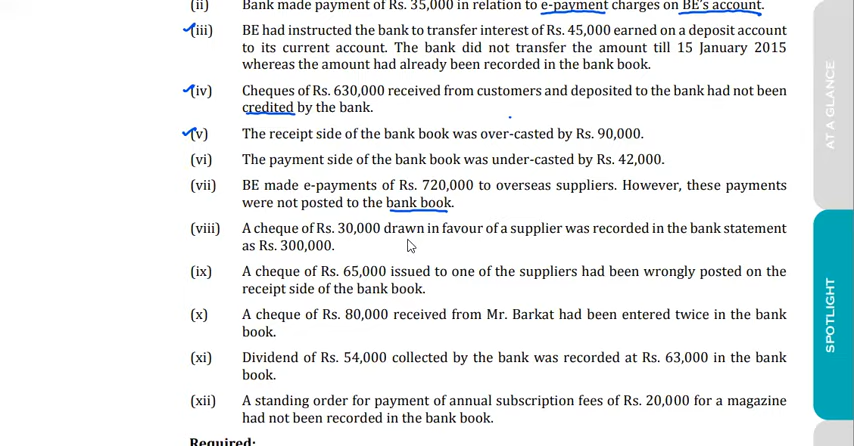 (ii) Bank made payment of Rs. 35,000 in relation to e-payment charges on BE's account.
(iii) BE had instructed the bank to transfer interest of Rs. 45,000 earned on a deposit account
to its current account. The bank did not transfer the amount till 15 January 2015
whereas the amount had already been recorded in the bank book.
(iv) Cheques of Rs. 630,000 received from customers and deposited to the bank had not been
credited by the bank.
(v) The receipt side of the bank book was over-casted by Rs. 90,000.
(vi) The payment side of the bank book was under-casted by Rs. 42,000.
(vii) BE made e-payments of Rs. 720,000 to overseas suppliers. However, these payments
were not posted to the bank book.
(viii) A cheque of Rs. 30,000 drawn in favour of a supplier was recorded in the bank statement
as Rs. 300,000.
(ix) A cheque of Rs. 65,000 issued to one of the suppliers had been wrongly posted on the
receipt side of the bank book.
(x) A cheque of Rs. 80,000 received from Mr. Barkat had been entered twice in the bank
book.
(xi) Dividend of Rs. 54,000 collected by the bank was recorded at Rs. 63,000 in the bank
book.
(xii) A standing order for payment of annual subscription fees of Rs. 20,000 for a magazine
had not been recorded in the bank book.
Required:
AT A GLANCE
SPOTLIGHT